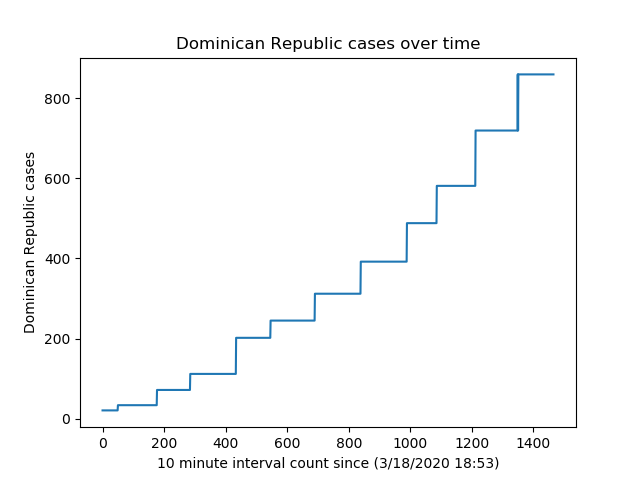 Dominican Republic cases over time
800
600
400
200
0
Dominican Republic cases
0 200 400 600 800 1000 1200 1400
10 minute interval count since (3/18/2020 18:53)